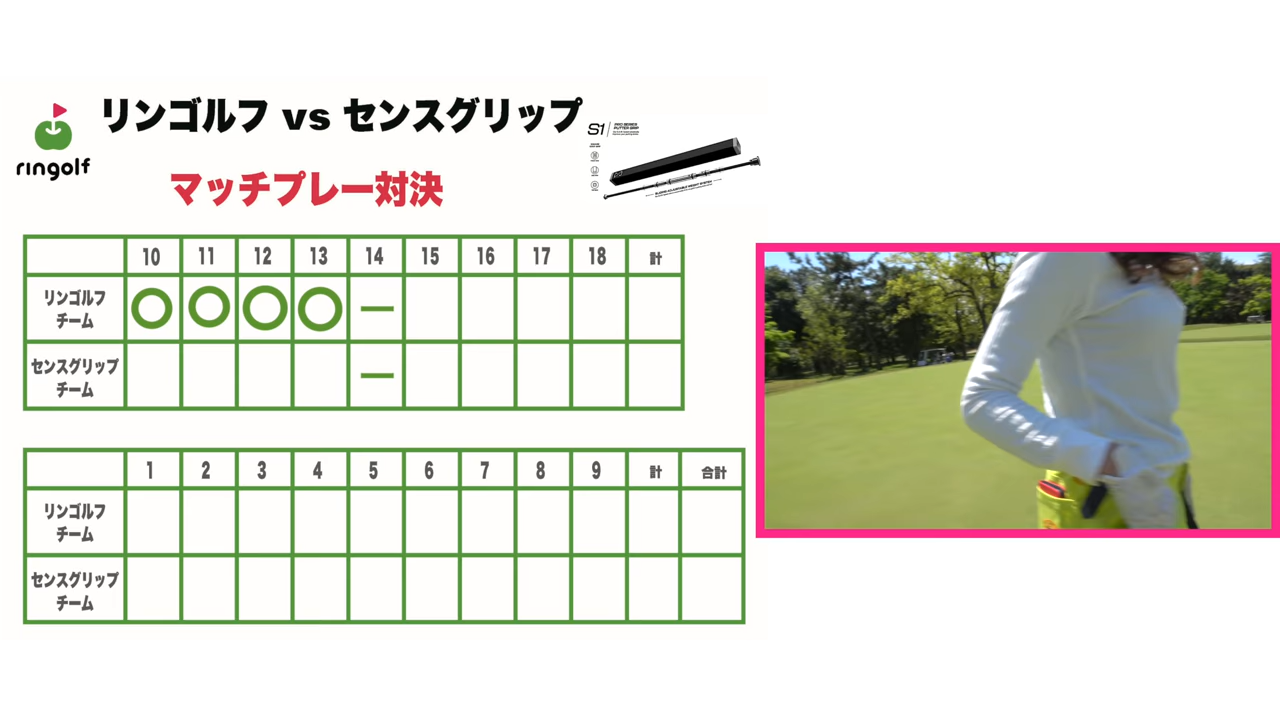 リンゴルフ vs センスグリップ
ringolf
マッチプレー対決
S1 PRO SERIES
PUTTER GRIP
SLIDING ADJUSTABLE WEIGHT SYSTEM
10 11 12 13 14 15 16 17 18 計
リンゴルフ
チーム
〇 〇 〇 〇 —
センスグリップ
チーム
—
1 2 3 4 5 6 7 8 9 計 合計
リンゴルフ
チーム
センスグリップ
チーム